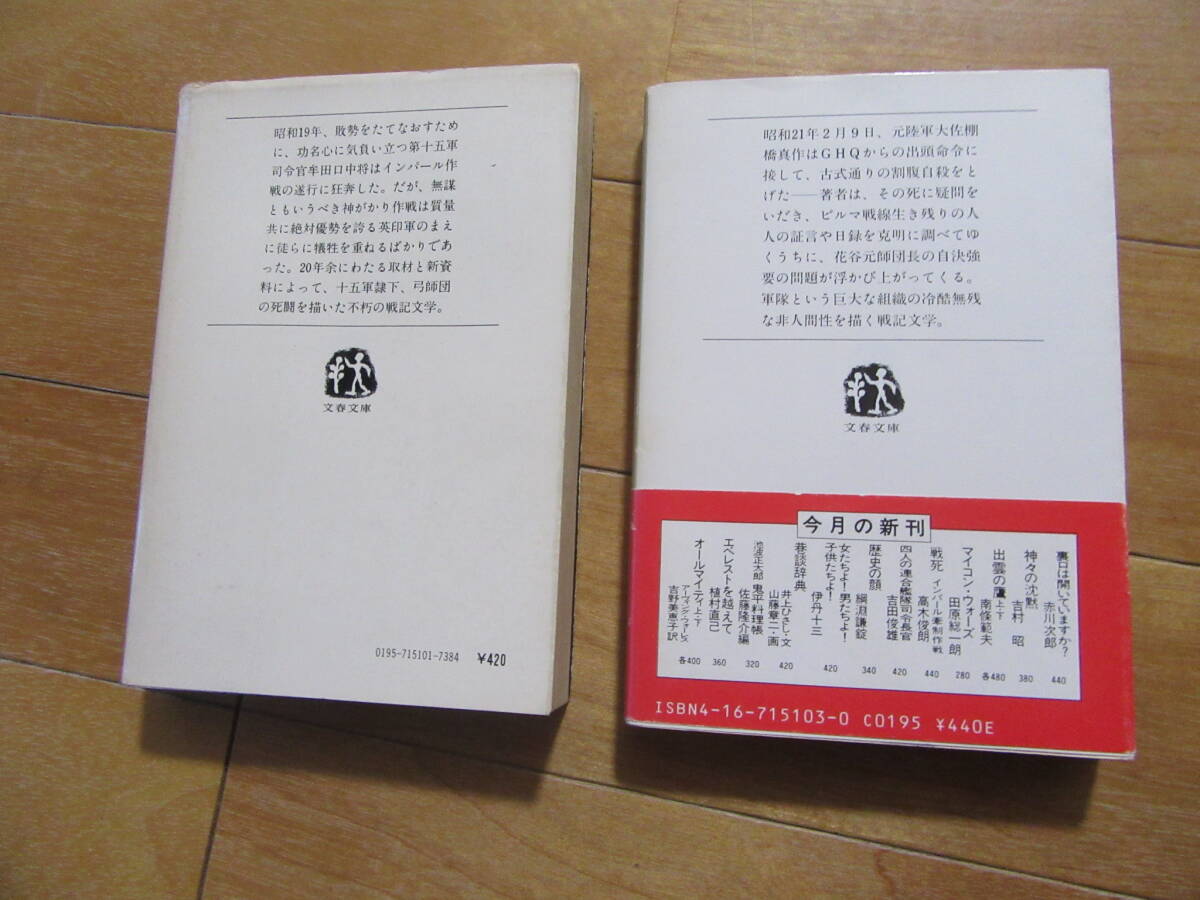 昭和19年、敗勢をたてなおすため
に、功名心に気負い立つ第十五軍
司令官牟田口中将はインパール作
戦の遂行に狂奔した。だが、無謀
ともいうべき神がかり作戦は質量
共に絶対優勢を誇る英印軍のまえ
に徒らに犠牲を重ねるばかりであ
った。20年余にわたる取材と新資
料によって、十五軍隷下、弓師団
の死闘を描いた不朽の戦記文学。
文春文庫
0195-715101-7384 ¥420
昭和21年2月9日、元陸軍大佐棚
橋真作はGHQからの出頭命令に
接して、古式通りの割腹自殺をと
げた――著者は、その死に疑問を
いだき、ビルマ戦線生き残りの人
人の証言や日録を克明に調べてゆ
くうちに、花谷元師団長の自決強
要の問題が浮かび上がってくる。
軍隊という巨大な組織の冷酷無残
な非人間性を描く戦記文学。
文春文庫
今月の新刊
裏口は開いていますか? 赤川次郎 440
神々の沈黙 吉村 昭 380
出雲の鷹 上・下 南條範夫 各480
マイコン・ウォーズ 田原総一朗 280
戦死 インパール牽制作戦 高木俊朗 440
四人の連合艦隊司令長官 吉田俊雄 420
歴史の顔 綱淵謙錠 340
女たちよ!男たちよ!子供たちよ! 伊丹十三 420
巷談辞典 井上ひさし・文 山藤章二・画 420
池波正太郎 鬼平料理帳 佐藤隆介編 320
エベレストを越えて 植村直己 360
オールマイティ 上・下 アーヴィング・ウォーレス 吉野美恵子訳 各400
ISBN4-16-715103-0 C0195 ¥440E